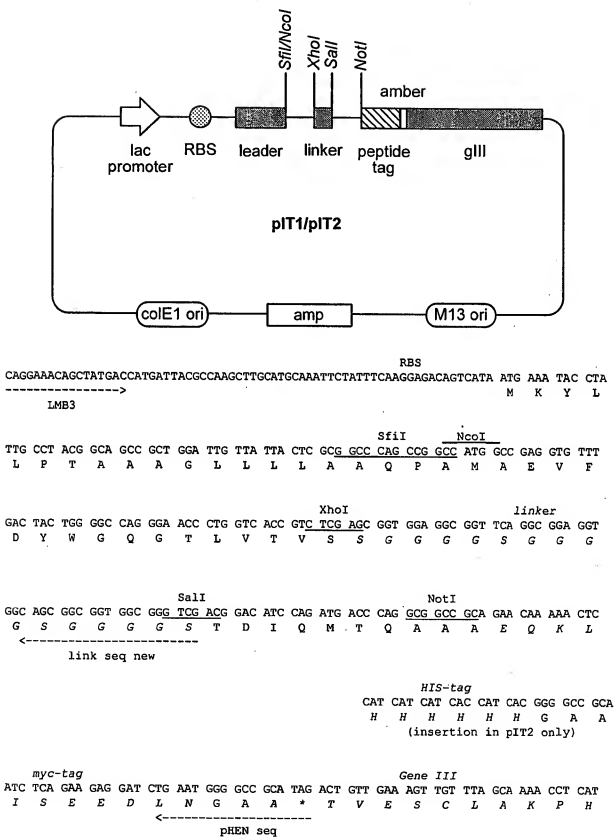 SfiI/NcoI
XhoI
SalI
NotI
amber
lac promoter
RBS
leader
linker
peptide tag
gIII
pIT1/pIT2
colE1 ori
amp
M13 ori
RBS
CAGGAAACAGCTATGACCATGATTACGCCAAGCTTGCATGCAAATTCTATTTCAAGGAGACAGTCATA ATG AAA TAC CTA
-----------------> M K Y L
LMB3
SfiI NcoI
TTG CCT ACG GCA GCC GCT GGA TTG TTA TTA CTC GCG GCC CAG CCG GCC ATG GCC GAG GTG TTT
L P T A A A G L L L L A A Q P A M A E V F
XhoI linker
GAC TAC TGG GGC CAG GGA ACC CTG GTC ACC GTC TCG AGC GGT GGA GGC GGT TCA GGC GGA GGT
D Y W G Q G T L V T V S S G G G G S G G G
SalI NotI
GGC AGC GGC GGT GGC GGG TCG ACG GAC ATC CAG ATG ACC CAG GCG GCC GCA GAA CAA AAA CTC
G S G G G G S T D I Q M T Q A A A E Q K L
<-------------------------
link seq new
HIS-tag
CAT CAT CAT CAC CAT CAC GGG GCC GCA
H H H H H H G A A
(insertion in pIT2 only)
myc-tag Gene III
ATC TCA GAA GAG GAT CTG AAT GGG GCC GCA TAG ACT GTT GAA AGT TGT TTA GCA AAA CCT CAT
I S E E D L N G A A * T V E S C L A K P H
<----------------------
pHEN seq